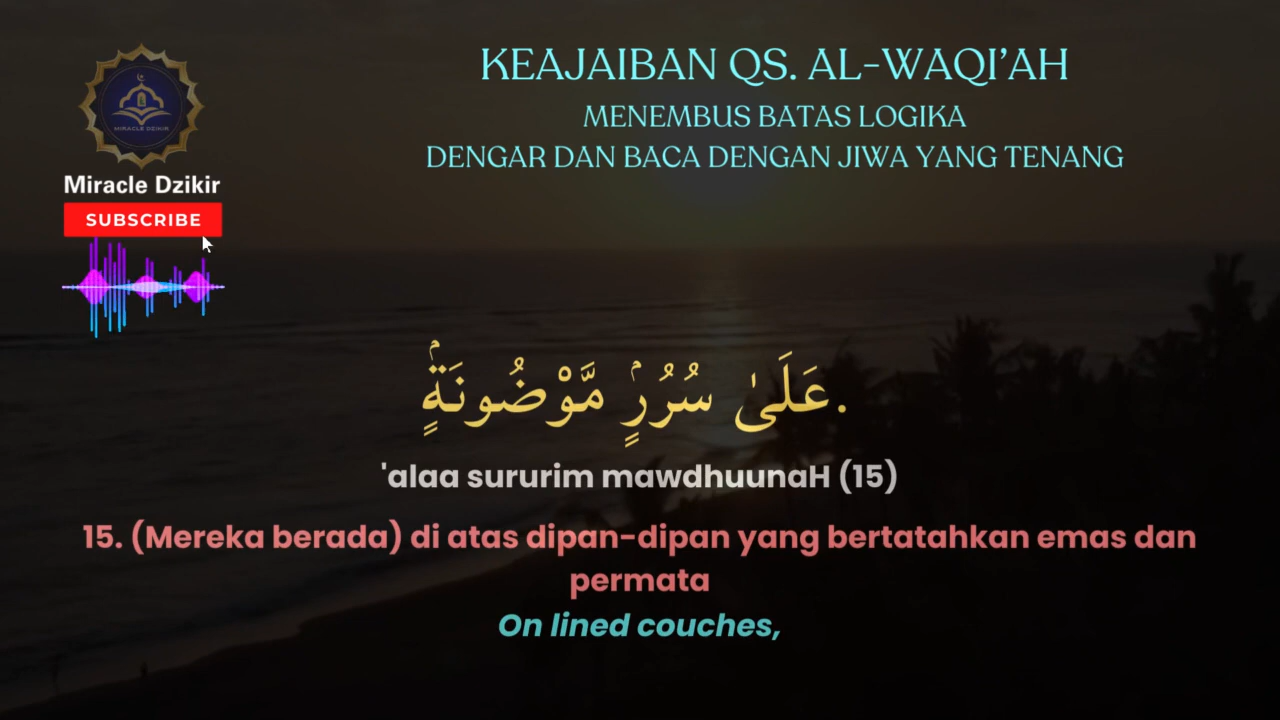 KEAJAIBAN QS. AL-WAQI'AH
MENEMBUS BATAS LOGIKA
DENGAR DAN BACA DENGAN JIWA YANG TENANG
MIRACLE DZIKIR
Miracle Dzikir
SUBSCRIBE
عَلَىٰ سُرُرٍۢ مَّوْضُونَةٍۢ.
'alaa sururim mawdhuunaH (15)
15. (Mereka berada) di atas dipan-dipan yang bertatahkan emas dan
permata
On lined couches,